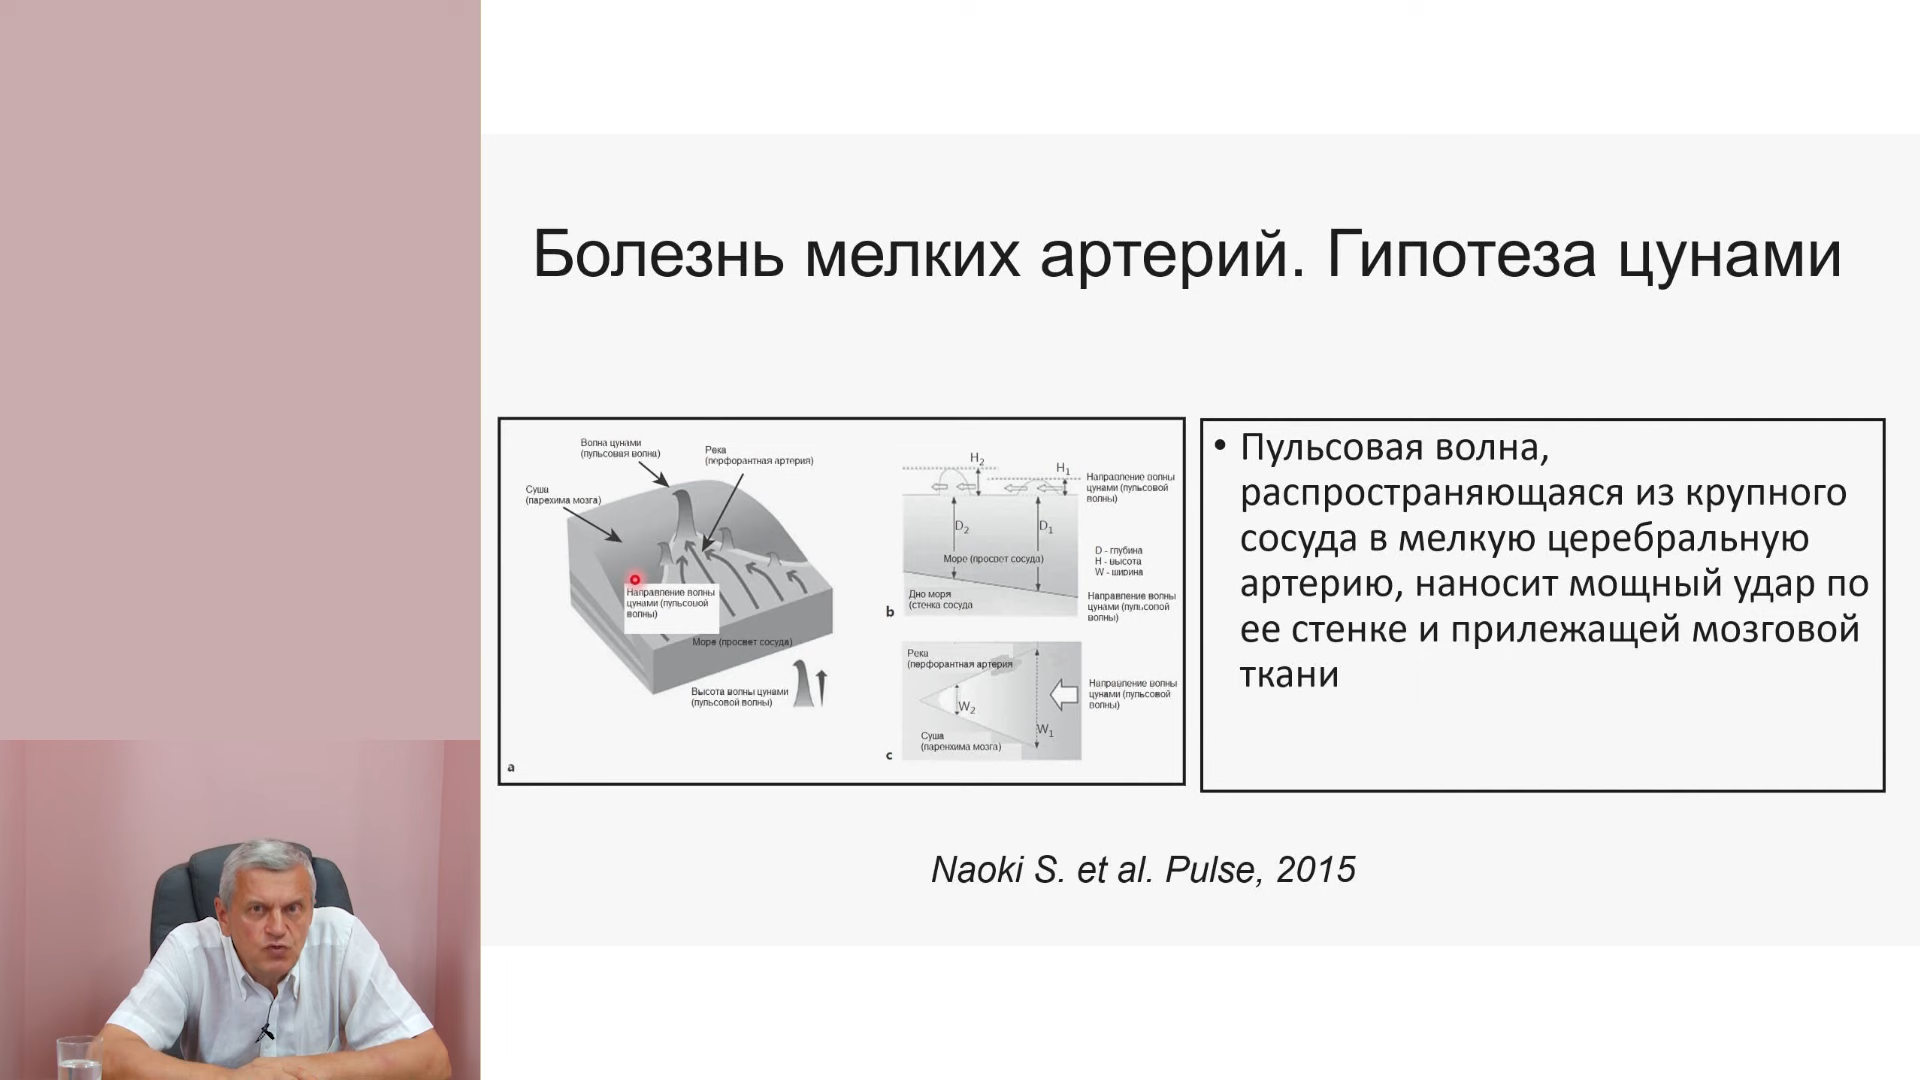 Болезнь мелких артерий. Гипотеза цунами
Волна цунами
(пульсовая волна)
Река
(перфорантная артерия)
Суша
(парехима мозга)
Направление волны
цунами (пульсовой
волны)
Море (просвет сосуда)
Высота волны цунами
(пульсовой волны)
a
H2
H1
Направление волны
цунами (пульсовой
волны)
D2
D1
Море (просвет сосуда)
D - глубина
H - высота
W - ширина
Дно моря
(стенка сосуда
Направление волны
цунами (пульсовой
волны)
b
Река
(перфорантная артерия
W2
W1
Направление волны
цунами (пульсовой
волны)
Суша
(паренхима мозга)
c
• Пульсовая волна,
распространяющаяся из крупного
сосуда в мелкую церебральную
артерию, наносит мощный удар по
ее стенке и прилежащей мозговой
ткани
Naoki S. et al. Pulse, 2015